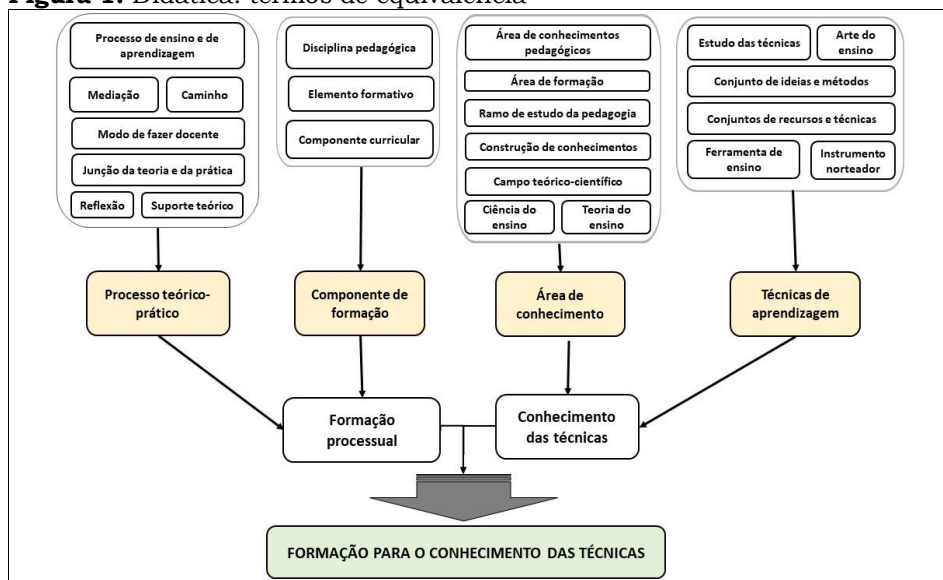 Figura 1. Didática: termos de equivalência
Processo de ensino e de
aprendizagem
Mediação
Caminho
Modo de fazer docente
Junção da teoria e da prática
Reflexão
Suporte teórico
Disciplina pedagógica
Elemento formativo
Componente curricular
Área de conhecimentos
pedagógicos
Área de formação
Ramo de estudo da pedagogia
Construção de conhecimentos
Campo teórico-científico
Ciência do
ensino
Teoria do
ensino
Estudo das técnicas
Arte do
ensino
Conjunto de ideias e métodos
Conjuntos de recursos e técnicas
Ferramenta de
ensino
Instrumento
norteador
Processo teórico-
prático
Componente de
formação
Área de
conhecimento
Técnicas de
aprendizagem
Formação
processual
Conhecimento
das técnicas
FORMAÇÃO PARA O CONHECIMENTO DAS TÉCNICAS